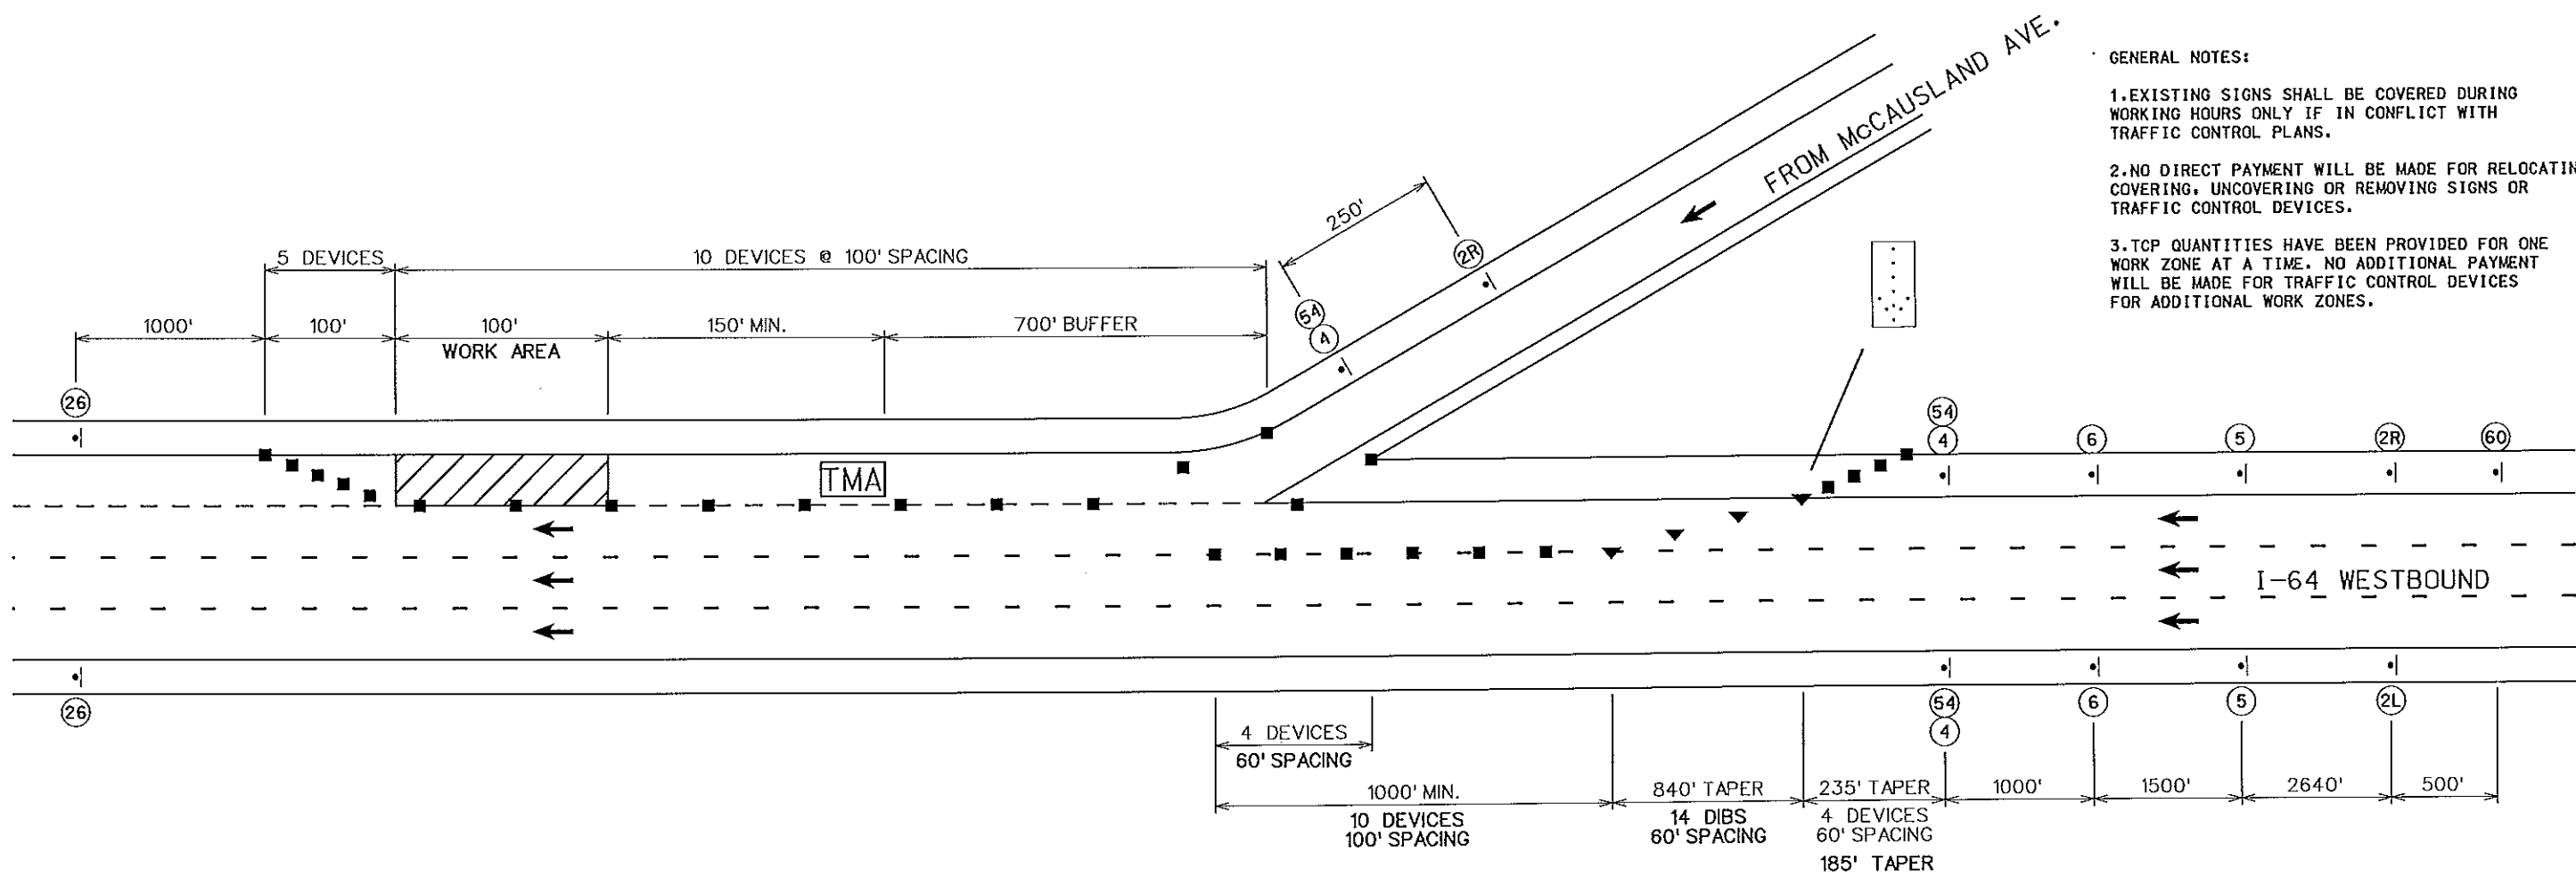 FROM McCAUSLAND AVE.
GENERAL NOTES:
1.EXISTING SIGNS SHALL BE COVERED DURING
WORKING HOURS ONLY IF IN CONFLICT WITH
TRAFFIC CONTROL PLANS.
2.NO DIRECT PAYMENT WILL BE MADE FOR RELOCATIN
COVERING, UNCOVERING OR REMOVING SIGNS OR
TRAFFIC CONTROL DEVICES.
3.TCP QUANTITIES HAVE BEEN PROVIDED FOR ONE
WORK ZONE AT A TIME. NO ADDITIONAL PAYMENT
WILL BE MADE FOR TRAFFIC CONTROL DEVICES
FOR ADDITIONAL WORK ZONES.
250'
2R
54
4
5 DEVICES
10 DEVICES @ 100' SPACING
1000'
100'
100'
150' MIN.
700' BUFFER
WORK AREA
26
54
4
6
5
2R
60
TMA
I-64 WESTBOUND
26
54
4
6
5
2L
4 DEVICES
60' SPACING
1000' MIN.
840' TAPER
235' TAPER
1000'
1500'
2640'
500'
10 DEVICES
100' SPACING
14 DIBS
60' SPACING
4 DEVICES
60' SPACING
185' TAPER